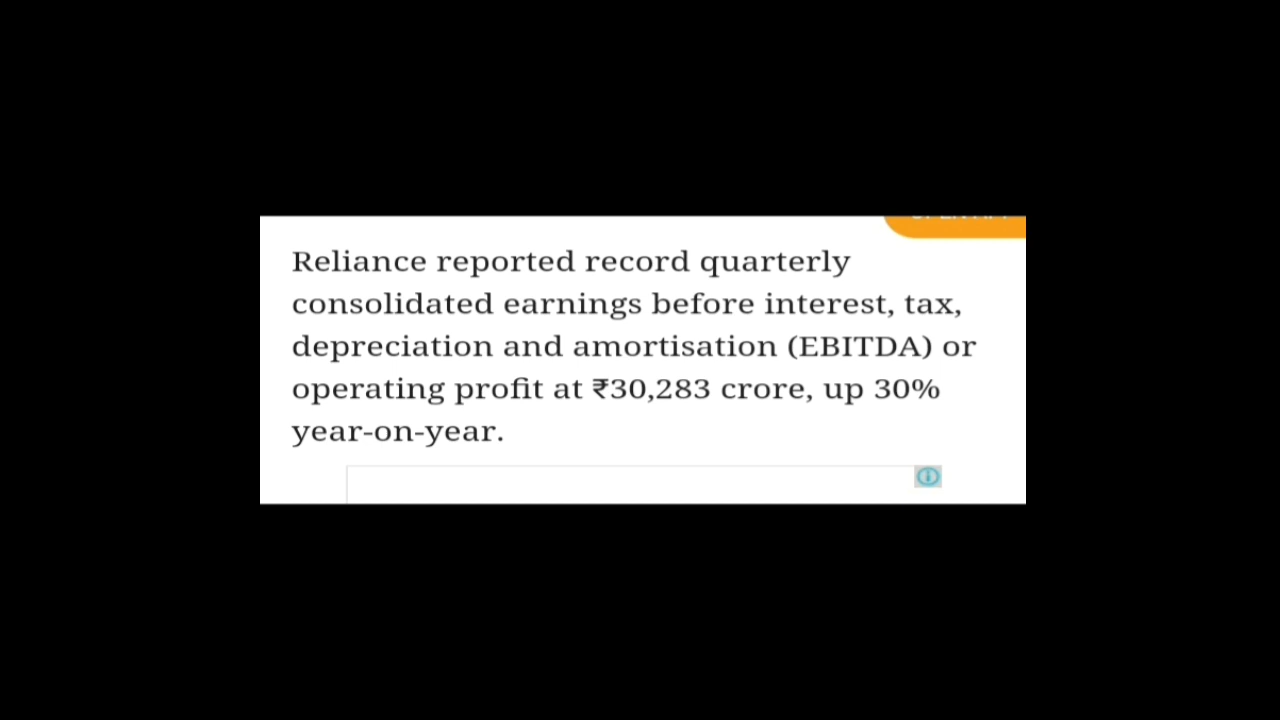 Reliance reported record quarterly
consolidated earnings before interest, tax,
depreciation and amortisation (EBITDA) or
operating profit at ₹30,283 crore, up 30%
year-on-year.